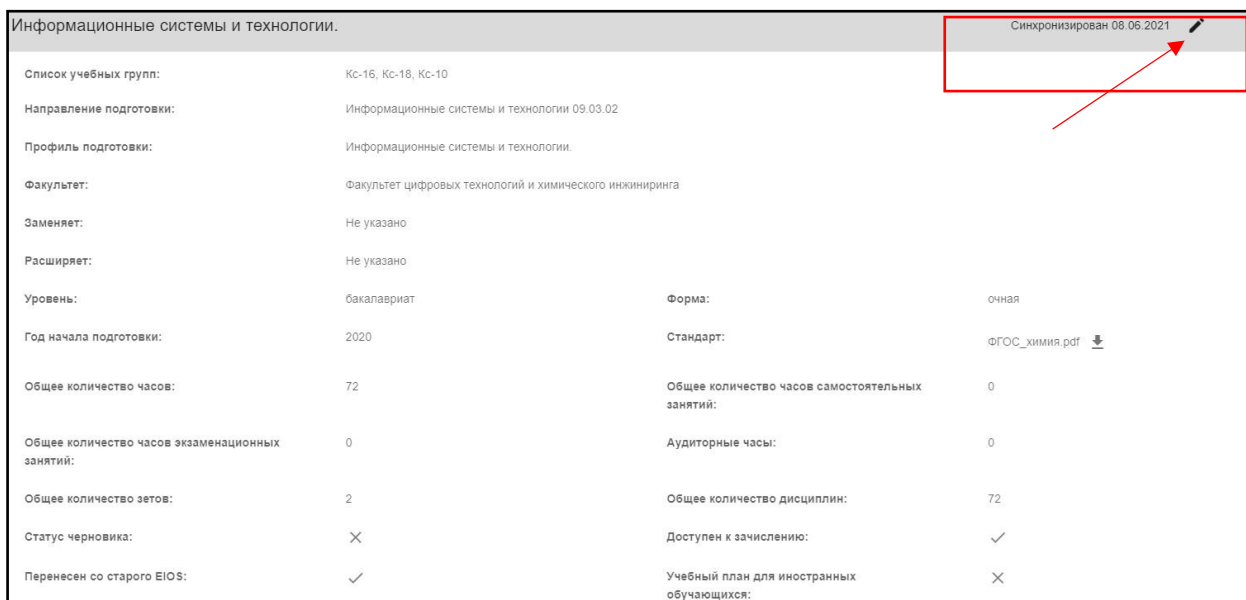 Информационные системы и технологии.
Синхронизирован 08.06.2021
Список учебных групп: Кс-16, Кс-18, Кс-10
Направление подготовки: Информационные системы и технологии 09.03.02
Профиль подготовки: Информационные системы и технологии.
Факультет: Факультет цифровых технологий и химического инжиниринга
Заменяет: Не указано
Расширяет: Не указано
Уровень: бакалавриат Форма: очная
Год начала подготовки: 2020 Стандарт: ФГОС_химия.pdf
Общее количество часов: 72 Общее количество часов самостоятельных 0
занятий:
Общее количество часов экзаменационных 0 Аудиторные часы: 0
занятий:
Общее количество зетов: 2 Общее количество дисциплин: 72
Статус черновика: Доступен к зачислению:
Перенесен со старого EIOS: Учебный план для иностранных
обучающихся: